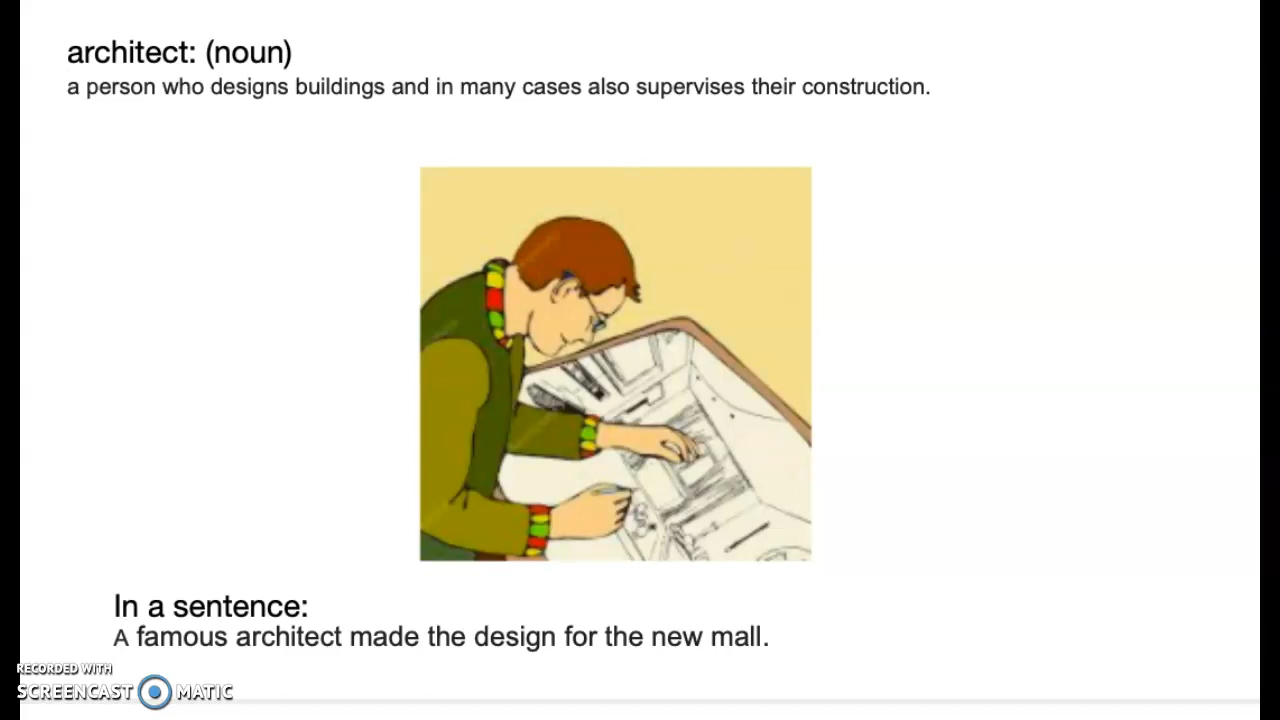 architect: (noun)
a person who designs buildings and in many cases also supervises their construction.
In a sentence:
A famous architect made the design for the new mall.
RECORDED WITH
SCREENCAST MATIC